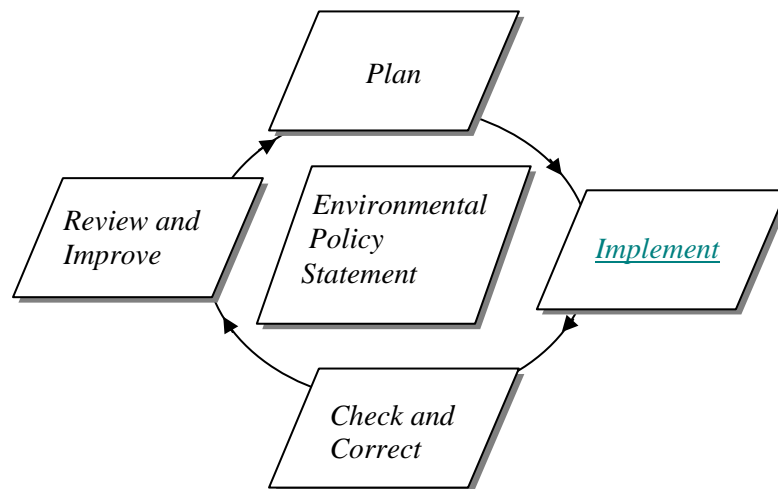 Plan
Review and
Improve
Environmental
Policy
Statement
Implement
Check and
Correct